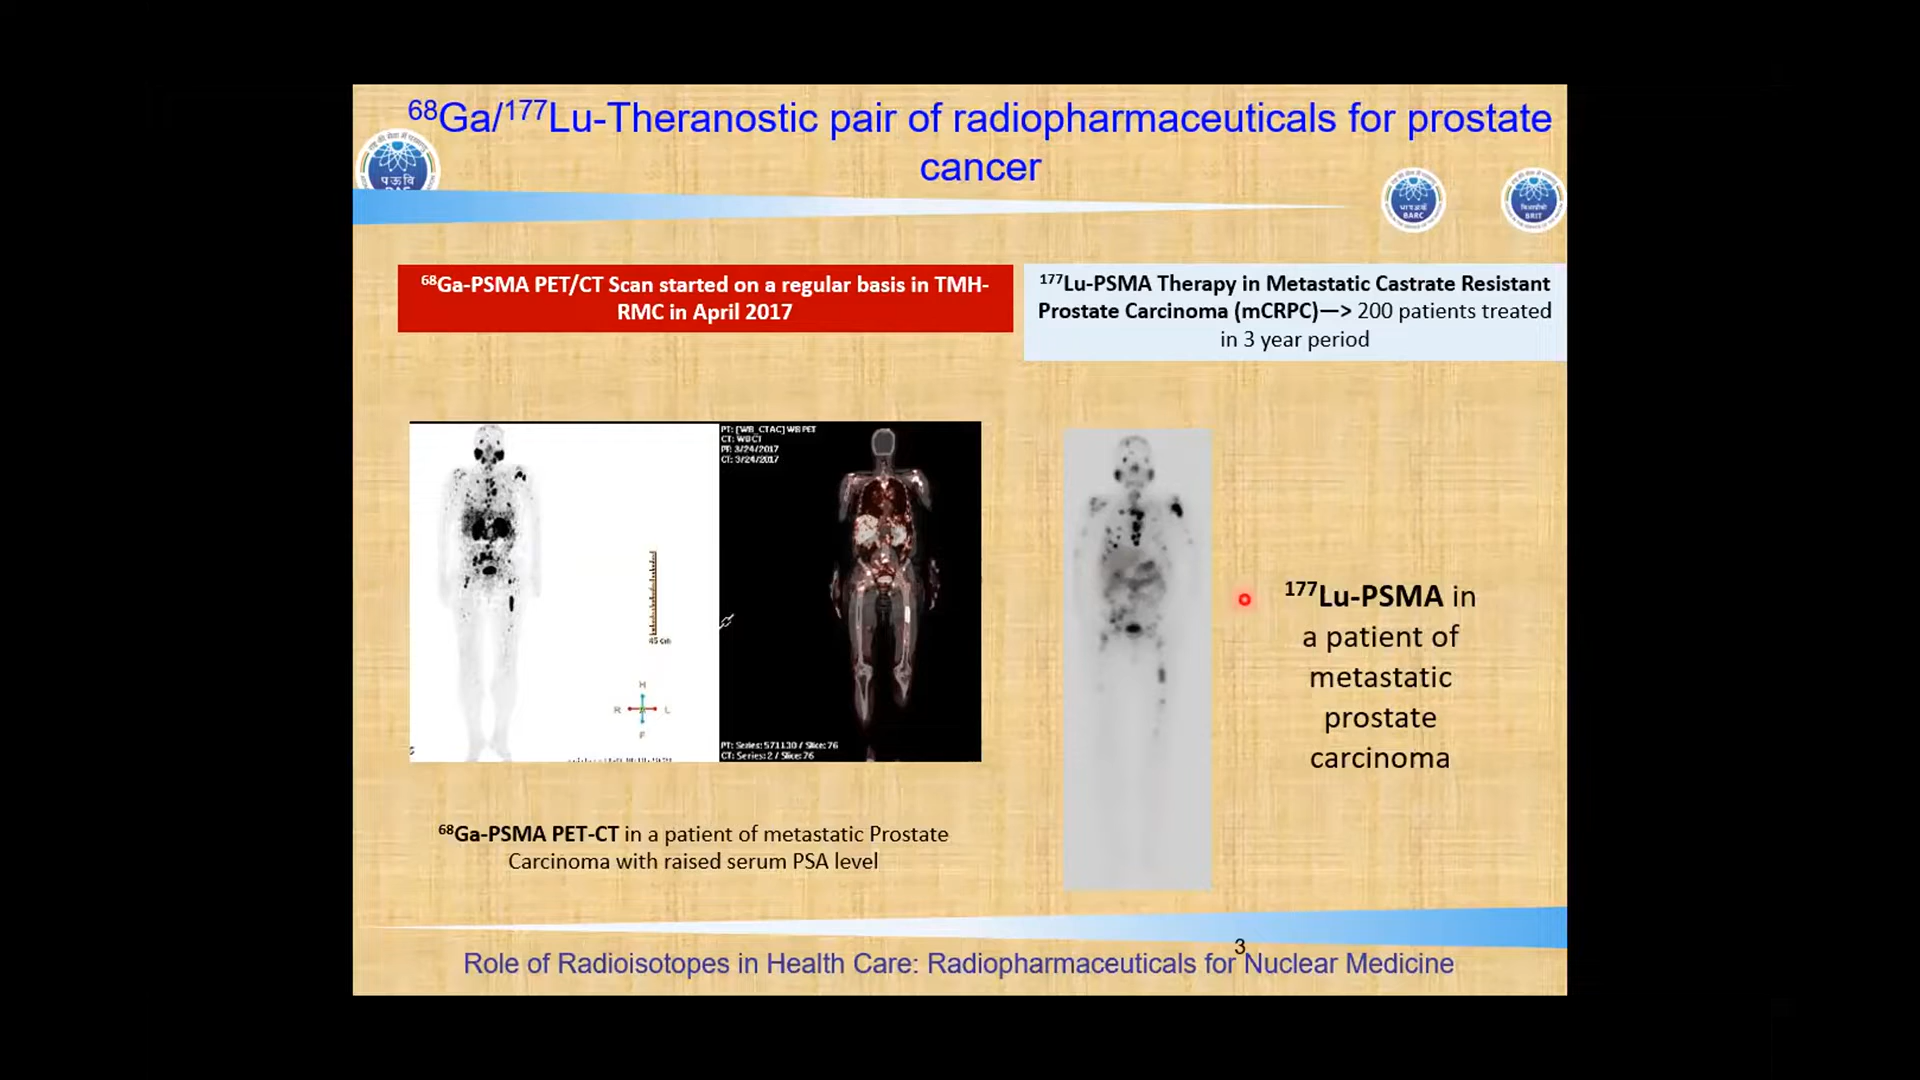 ⁶⁸Ga/¹⁷⁷Lu-Theranostic pair of radiopharmaceuticals for prostate
cancer
पऊवि
BARC
BRIT
⁶⁸Ga-PSMA PET/CT Scan started on a regular basis in TMH-
RMC in April 2017
¹⁷⁷Lu-PSMA Therapy in Metastatic Castrate Resistant
Prostate Carcinoma (mCRPC)—> 200 patients treated
in 3 year period
PT: [WB_CTAC] WB PET
CT: WB CT
PT: 3/24/2017
CT: 3/24/2017
45 cm
H
R
L
F
PT: Series: 571130 / Slice: 76
CT: Series: 2 / Slice: 76
¹⁷⁷Lu-PSMA in
a patient of
metastatic
prostate
carcinoma
⁶⁸Ga-PSMA PET-CT in a patient of metastatic Prostate
Carcinoma with raised serum PSA level
3
Role of Radioisotopes in Health Care: Radiopharmaceuticals for Nuclear Medicine